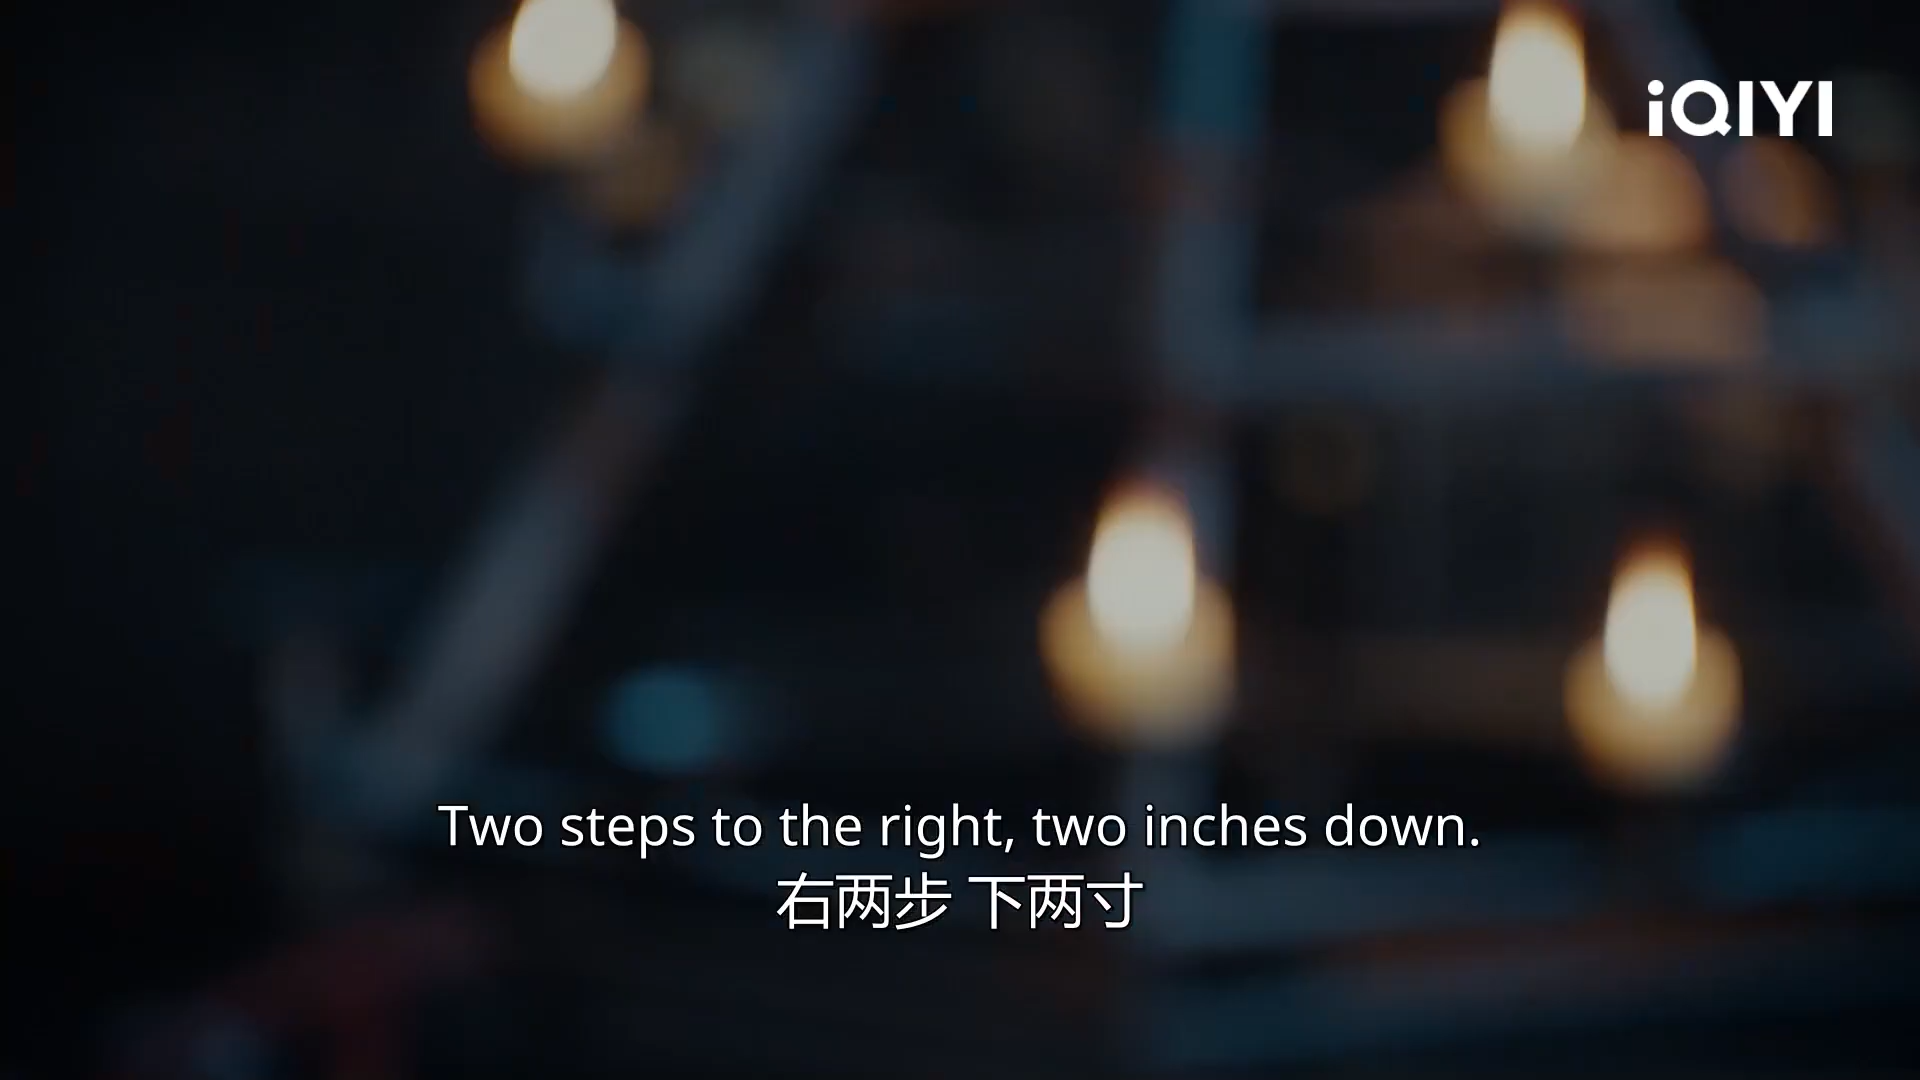 iQIYI
Two steps to the right, two inches down.
右两步 下两寸